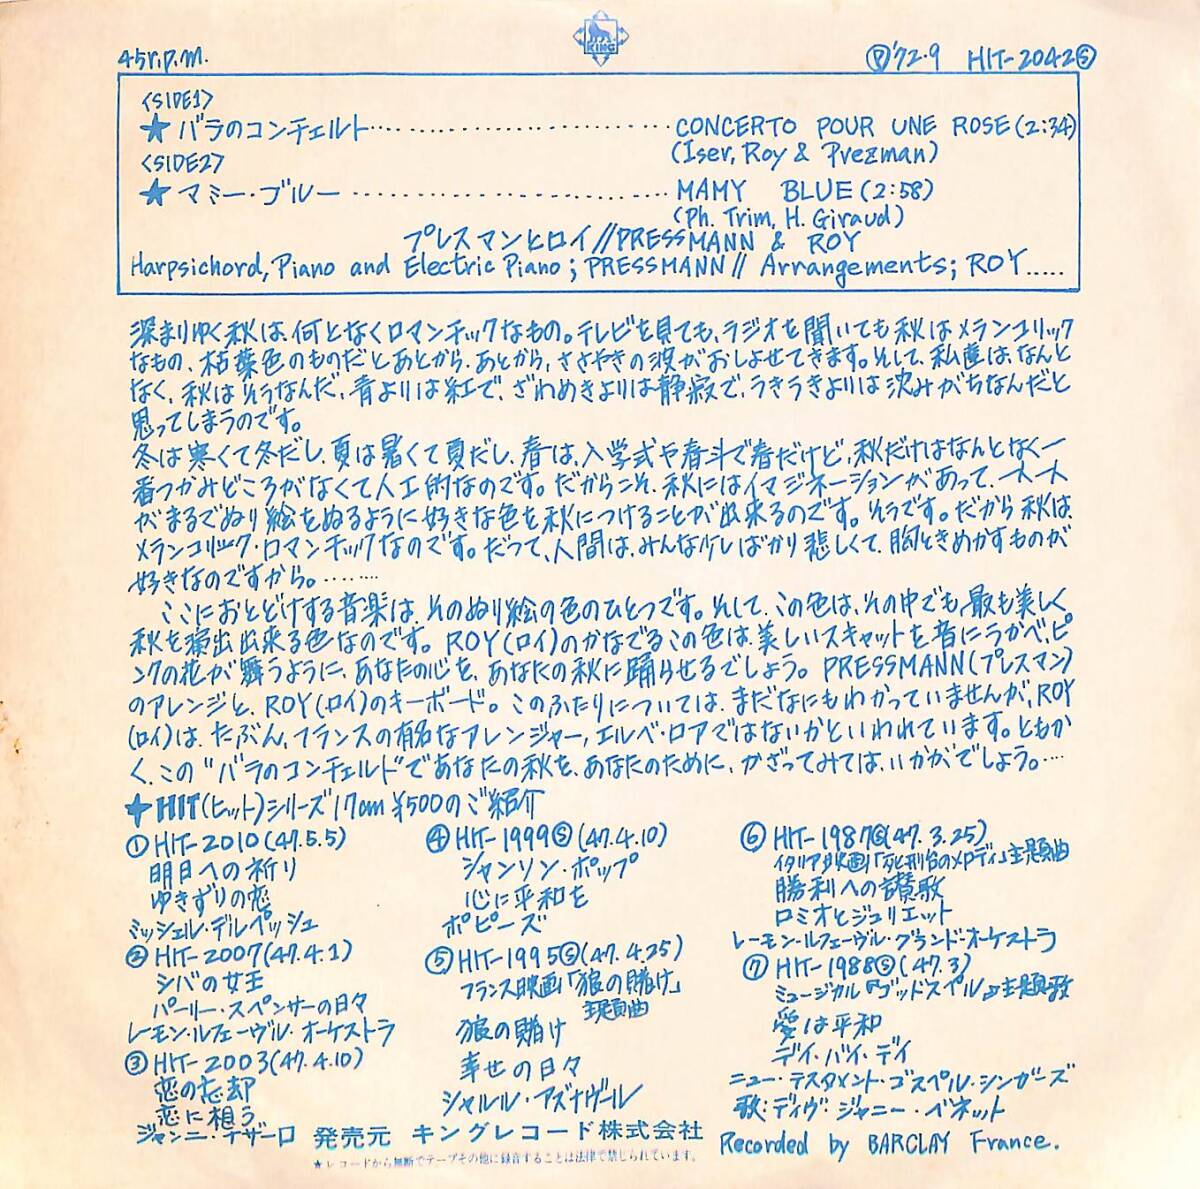 KING
45r.p.m.
Ⓟ'72・9 HIT-2042Ⓢ
〈SIDE1〉
★バラのコンチェルト…………………………CONCERTO POUR UNE ROSE(2:34)
(Iser, Roy & Prezman)
〈SIDE2〉
★マミー・ブルー…………………………MAMY BLUE(2:58)
(Ph. Trim, H. Giraud)
プレスマンとロイ//PRESSMANN & ROY
Harpsichord, Piano and Electric Piano; PRESSMANN// Arrangements; ROY.....
深まりゆく秋は、何となくロマンチックなもの。テレビを見ても、ラジオを聞いても秋はメランコリック
なもの、枯葉色のものだとあとから、あとから、ささやきの波がおしよせてきます。そして、私達は、なんと
なく、秋はそうなんだ、青よりは紅で、ざわめきよりは静寂で、うきうきよりは沈みがちなんだと
思ってしまうのです。
冬は寒くて冬だし、夏は暑くて夏だし、春は、入学式や春斗で春だけど、秋だけはなんとなく一
番つかみどころがなくて人工的なのです。だからこそ、秋にはイマジネーションがあって、一人一人
がまるでぬり絵をぬるように好きな色を秋につけることが出来るのです。そうです。だから秋は、
メランコリック・ロマンチックなのです。だって、人間は、みんな少しばかり悲しくて、胸ときめかすものが
好きなのですから。………
ここにおとどけする音楽は、そのぬり絵の色のひとつです。そして、この色は、その中でも、最も美しく、
秋を演出出来る色なのです。ROY(ロイ)のかなでるこの色は、美しいスキャットを音にうかべ、ピ
ンクの花が舞うように、あなたの心を、あなたの秋に踊らせるでしょう。PRESSMANN(プレスマン)
のアレンジと、ROY(ロイ)のキーボード。このふたりについては、まだなにもわかっていませんが、ROY
(ロイ)は、たぶん、フランスの有名なアレンジャー、エルベ・ロアではないかといわれています。ともか
く、この"バラのコンチェルト"であなたの秋を、あなたのために、かざってみては、いかがでしょう。….
★HIT(ヒット)シリーズ17cm ¥500のご紹介
①HIT-2010(47.5.5)
明日への祈り
ゆきずりの恋
ミッシェル・デルペッシュ
②HIT-2007(47.4.1)
シバの女王
パーリー・スペンサーの日々
レーモン・ルフェーヴル・オーケストラ
③HIT-2003(47.4.10)
恋の忘却
恋に想う
ジャンニ・ナザーロ
④HIT-1999Ⓢ(47.4.10)
シャンソン・ポップ
心に平和を
ポピーズ
⑤HIT-1995Ⓢ(47.4.25)
フランス映画「狼の賭け」
主題曲
狼の賭け
幸せの日々
シャルル・アズナヴール
⑥HIT-1987Ⓢ(47.3.25)
イタリア映画「死刑台のメロディ」主題曲
勝利への讃歌
ロミオとジュリエット
レーモン・ルフェーヴル・グランド・オーケストラ
⑦HIT-1988Ⓢ(47.3)
ミュージカル『ゴッドスペル』主題歌
愛は平和
デイ・バイ・デイ
ニュー・テスタメント・ゴスペル・シンガーズ
歌:ディヴ・ジャニー・ベネット
発売元 キングレコード株式会社
Recorded by BARCLAY France.
★レコードから無断でテープその他に録音することは法律で禁じられています。